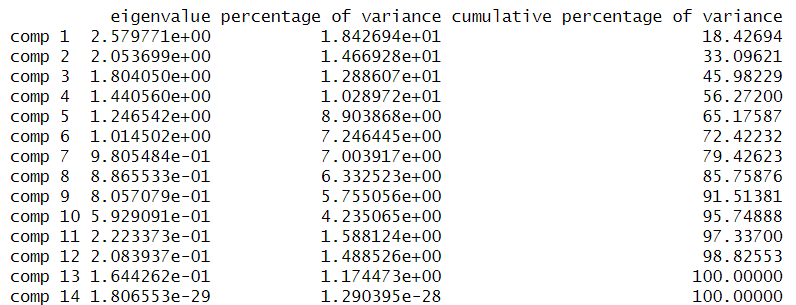 eigenvalue percentage of variance cumulative percentage of variance
comp 1 2.579771e+00 1.842694e+01 18.42694
comp 2 2.053699e+00 1.466928e+01 33.09621
comp 3 1.804050e+00 1.288607e+01 45.98229
comp 4 1.440560e+00 1.028972e+01 56.27200
comp 5 1.246542e+00 8.903868e+00 65.17587
comp 6 1.014502e+00 7.246445e+00 72.42232
comp 7 9.805484e-01 7.003917e+00 79.42623
comp 8 8.865533e-01 6.332523e+00 85.75876
comp 9 8.057079e-01 5.755056e+00 91.51381
comp 10 5.929091e-01 4.235065e+00 95.74888
comp 11 2.223373e-01 1.588124e+00 97.33700
comp 12 2.083937e-01 1.488526e+00 98.82553
comp 13 1.644262e-01 1.174473e+00 100.00000
comp 14 1.806553e-29 1.290395e-28 100.00000